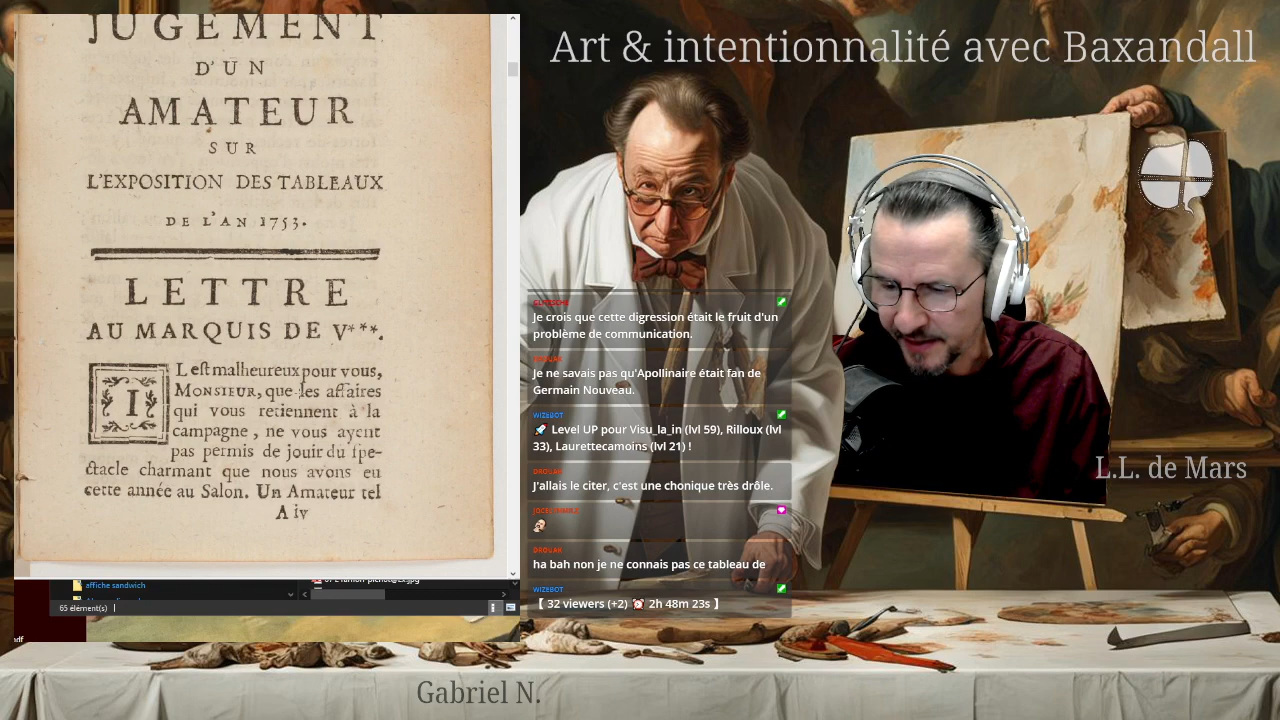 JUGEMENT
D'UN
AMATEUR
SUR
L'EXPOSITION DES TABLEAUX
DE L'AN 1753.
LETTRE
AU MARQUIS DE V***.
IL est malheureux pour vous,
MONSIEUR, que les affaires
qui vous retiennent à la
campagne, ne vous ayent
pas permis de jouir du spe-
ctacle charmant que nous avons eu
cette année au Salon. Un Amateur tel
A iv
affiche sandwich
65 élément(s)
Art & intentionnalité avec Baxandall
Je crois que cette digression était le fruit d'un
problème de communication.
DROUAR
Je ne savais pas qu'Apollinaire était fan de
Germain Nouveau.
WIZEBOT
Level UP pour Visu_la_in (lvl 59), Rilloux (lvl
33), Laurettecamoins (lvl 21) !
DROUAR
J'allais le citer, c'est une chonique très drôle.
DROUAR
ha bah non je ne connais pas ce tableau de
WIZEBOT
【 32 viewers (+2) ⏰ 2h 48m 23s 】
L.L. de Mars
Gabriel N.